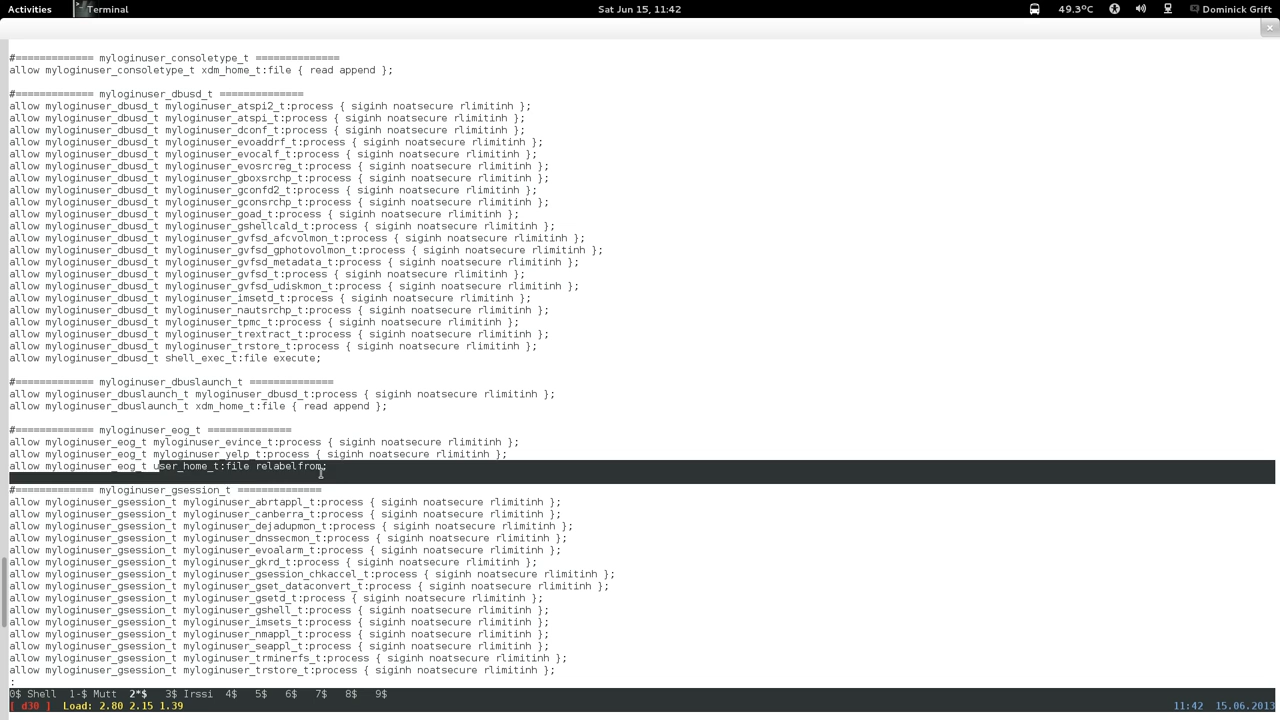 Activities Terminal Sat Jun 15, 11:42 49.3°C Dominick Grift
#============= myloginuser_consoletype_t ==============
allow myloginuser_consoletype_t xdm_home_t:file { read append };
#============= myloginuser_dbusd_t ==============
allow myloginuser_dbusd_t myloginuser_atspi2_t:process { siginh noatsecure rlimitinh };
allow myloginuser_dbusd_t myloginuser_atspi_t:process { siginh noatsecure rlimitinh };
allow myloginuser_dbusd_t myloginuser_dconf_t:process { siginh noatsecure rlimitinh };
allow myloginuser_dbusd_t myloginuser_evoaddrf_t:process { siginh noatsecure rlimitinh };
allow myloginuser_dbusd_t myloginuser_evocalf_t:process { siginh noatsecure rlimitinh };
allow myloginuser_dbusd_t myloginuser_evosrcreg_t:process { siginh noatsecure rlimitinh };
allow myloginuser_dbusd_t myloginuser_gboxsrchp_t:process { siginh noatsecure rlimitinh };
allow myloginuser_dbusd_t myloginuser_gconfd2_t:process { siginh noatsecure rlimitinh };
allow myloginuser_dbusd_t myloginuser_gconsrchp_t:process { siginh noatsecure rlimitinh };
allow myloginuser_dbusd_t myloginuser_goad_t:process { siginh noatsecure rlimitinh };
allow myloginuser_dbusd_t myloginuser_gshellcald_t:process { siginh noatsecure rlimitinh };
allow myloginuser_dbusd_t myloginuser_gvfsd_afcvolmon_t:process { siginh noatsecure rlimitinh };
allow myloginuser_dbusd_t myloginuser_gvfsd_gphotovolmon_t:process { siginh noatsecure rlimitinh };
allow myloginuser_dbusd_t myloginuser_gvfsd_metadata_t:process { siginh noatsecure rlimitinh };
allow myloginuser_dbusd_t myloginuser_gvfsd_t:process { siginh noatsecure rlimitinh };
allow myloginuser_dbusd_t myloginuser_gvfsd_udiskmon_t:process { siginh noatsecure rlimitinh };
allow myloginuser_dbusd_t myloginuser_imsetd_t:process { siginh noatsecure rlimitinh };
allow myloginuser_dbusd_t myloginuser_nautsrchp_t:process { siginh noatsecure rlimitinh };
allow myloginuser_dbusd_t myloginuser_tpmc_t:process { siginh noatsecure rlimitinh };
allow myloginuser_dbusd_t myloginuser_trextract_t:process { siginh noatsecure rlimitinh };
allow myloginuser_dbusd_t myloginuser_trstore_t:process { siginh noatsecure rlimitinh };
allow myloginuser_dbusd_t shell_exec_t:file execute;
#============= myloginuser_dbuslaunch_t ==============
allow myloginuser_dbuslaunch_t myloginuser_dbusd_t:process { siginh noatsecure rlimitinh };
allow myloginuser_dbuslaunch_t xdm_home_t:file { read append };
#============= myloginuser_eog_t ==============
allow myloginuser_eog_t myloginuser_evince_t:process { siginh noatsecure rlimitinh };
allow myloginuser_eog_t myloginuser_yelp_t:process { siginh noatsecure rlimitinh };
allow myloginuser_eog_t user_home_t:file relabelfrom;
#============= myloginuser_gsession_t ==============
allow myloginuser_gsession_t myloginuser_abrtappl_t:process { siginh noatsecure rlimitinh };
allow myloginuser_gsession_t myloginuser_canberra_t:process { siginh noatsecure rlimitinh };
allow myloginuser_gsession_t myloginuser_dejadupmon_t:process { siginh noatsecure rlimitinh };
allow myloginuser_gsession_t myloginuser_dnssecmon_t:process { siginh noatsecure rlimitinh };
allow myloginuser_gsession_t myloginuser_evoalarm_t:process { siginh noatsecure rlimitinh };
allow myloginuser_gsession_t myloginuser_gkrd_t:process { siginh noatsecure rlimitinh };
allow myloginuser_gsession_t myloginuser_gsession_chkaccel_t:process { siginh noatsecure rlimitinh };
allow myloginuser_gsession_t myloginuser_gset_dataconvert_t:process { siginh noatsecure rlimitinh };
allow myloginuser_gsession_t myloginuser_gsetd_t:process { siginh noatsecure rlimitinh };
allow myloginuser_gsession_t myloginuser_gshell_t:process { siginh noatsecure rlimitinh };
allow myloginuser_gsession_t myloginuser_imsets_t:process { siginh noatsecure rlimitinh };
allow myloginuser_gsession_t myloginuser_nmappl_t:process { siginh noatsecure rlimitinh };
allow myloginuser_gsession_t myloginuser_seappl_t:process { siginh noatsecure rlimitinh };
allow myloginuser_gsession_t myloginuser_trminerfs_t:process { siginh noatsecure rlimitinh };
allow myloginuser_gsession_t myloginuser_trstore_t:process { siginh noatsecure rlimitinh };
:
0$ Shell 1-$ Mutt 2*$ 3$ Irssi 4$ 5$ 6$ 7$ 8$ 9$
[ d30 ] Load: 2.80 2.15 1.39 11:42 15.06.2013